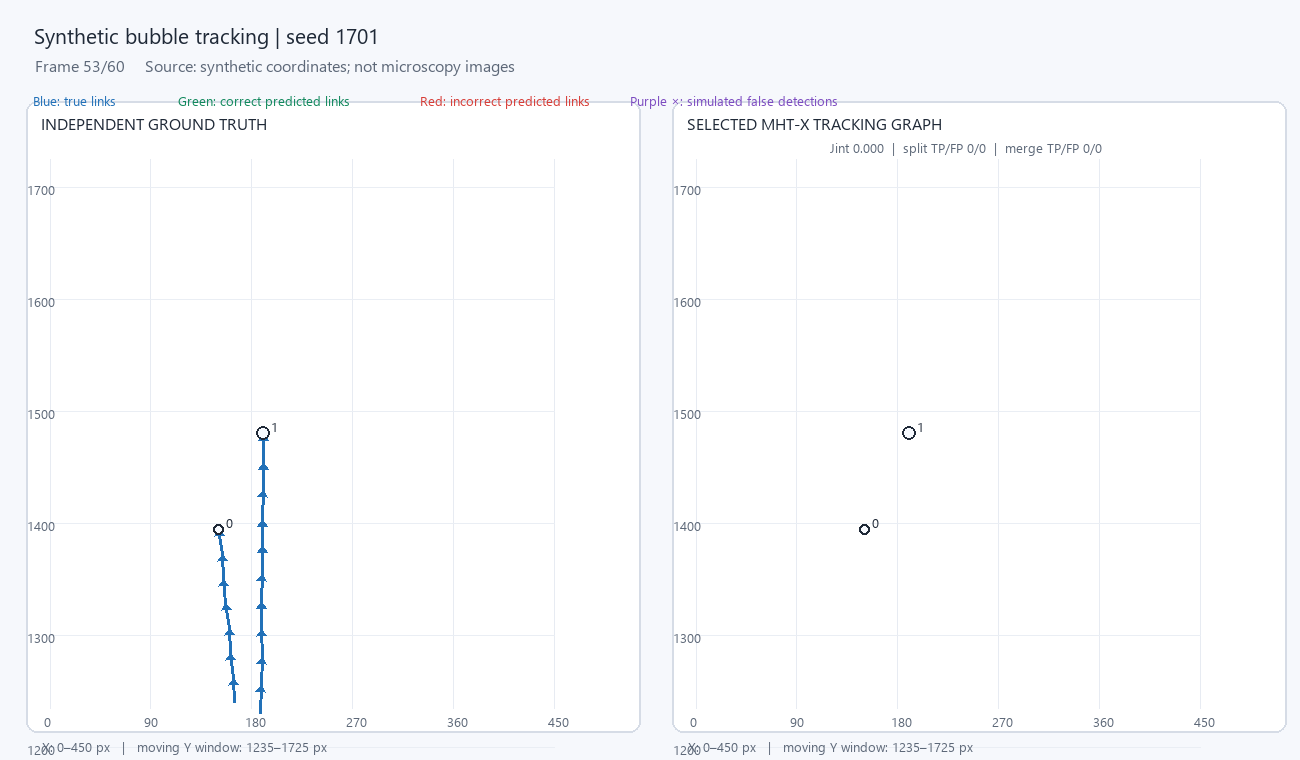 Synthetic bubble tracking | seed 1701
Frame 53/60 Source: synthetic coordinates; not microscopy images
Blue: true links Green: correct predicted links Red: incorrect predicted links Purple ×: simulated false detections
INDEPENDENT GROUND TRUTH
1700
1600
1500
1400
1300
1200
1
0
0 90 180 270 360 450
X: 0–450 px | moving Y window: 1235–1725 px
SELECTED MHT-X TRACKING GRAPH
Jint 0.000 | split TP/FP 0/0 | merge TP/FP 0/0
1700
1600
1500
1400
1300
1200
1
0
0 90 180 270 360 450
X: 0–450 px | moving Y window: 1235–1725 px